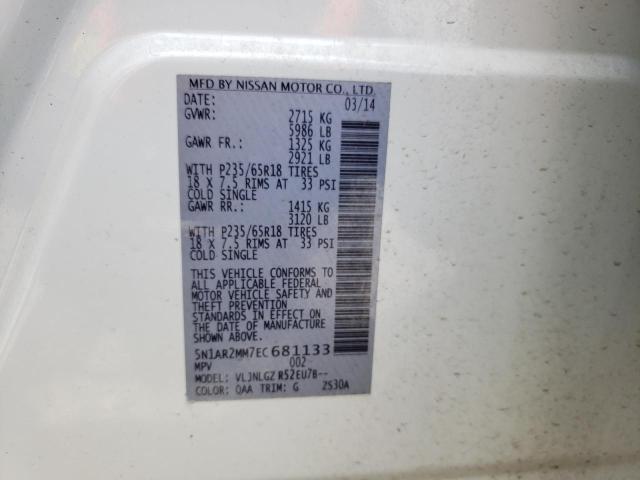 MFD BY NISSAN MOTOR CO., LTD.
DATE: 03/14
GVWR: 2715 KG
5986 LB
GAWR FR.: 1325 KG
2921 LB
WITH P235/65R18 TIRES
18 X 7.5 RIMS AT 33 PSI
COLD SINGLE
GAWR RR.: 1415 KG
3120 LB
WITH P235/65R18 TIRES
18 X 7.5 RIMS AT 33 PSI
COLD SINGLE
THIS VEHICLE CONFORMS TO
ALL APPLICABLE FEDERAL
MOTOR VEHICLE SAFETY AND
THEFT PREVENTION
STANDARDS IN EFFECT ON
THE DATE OF MANUFACTURE
SHOWN ABOVE.
5N1AR2MM7EC681133
MPV 002
MODEL: VLJNLGZ R52EU7B--
COLOR: QAA TRIM: G 2S30A